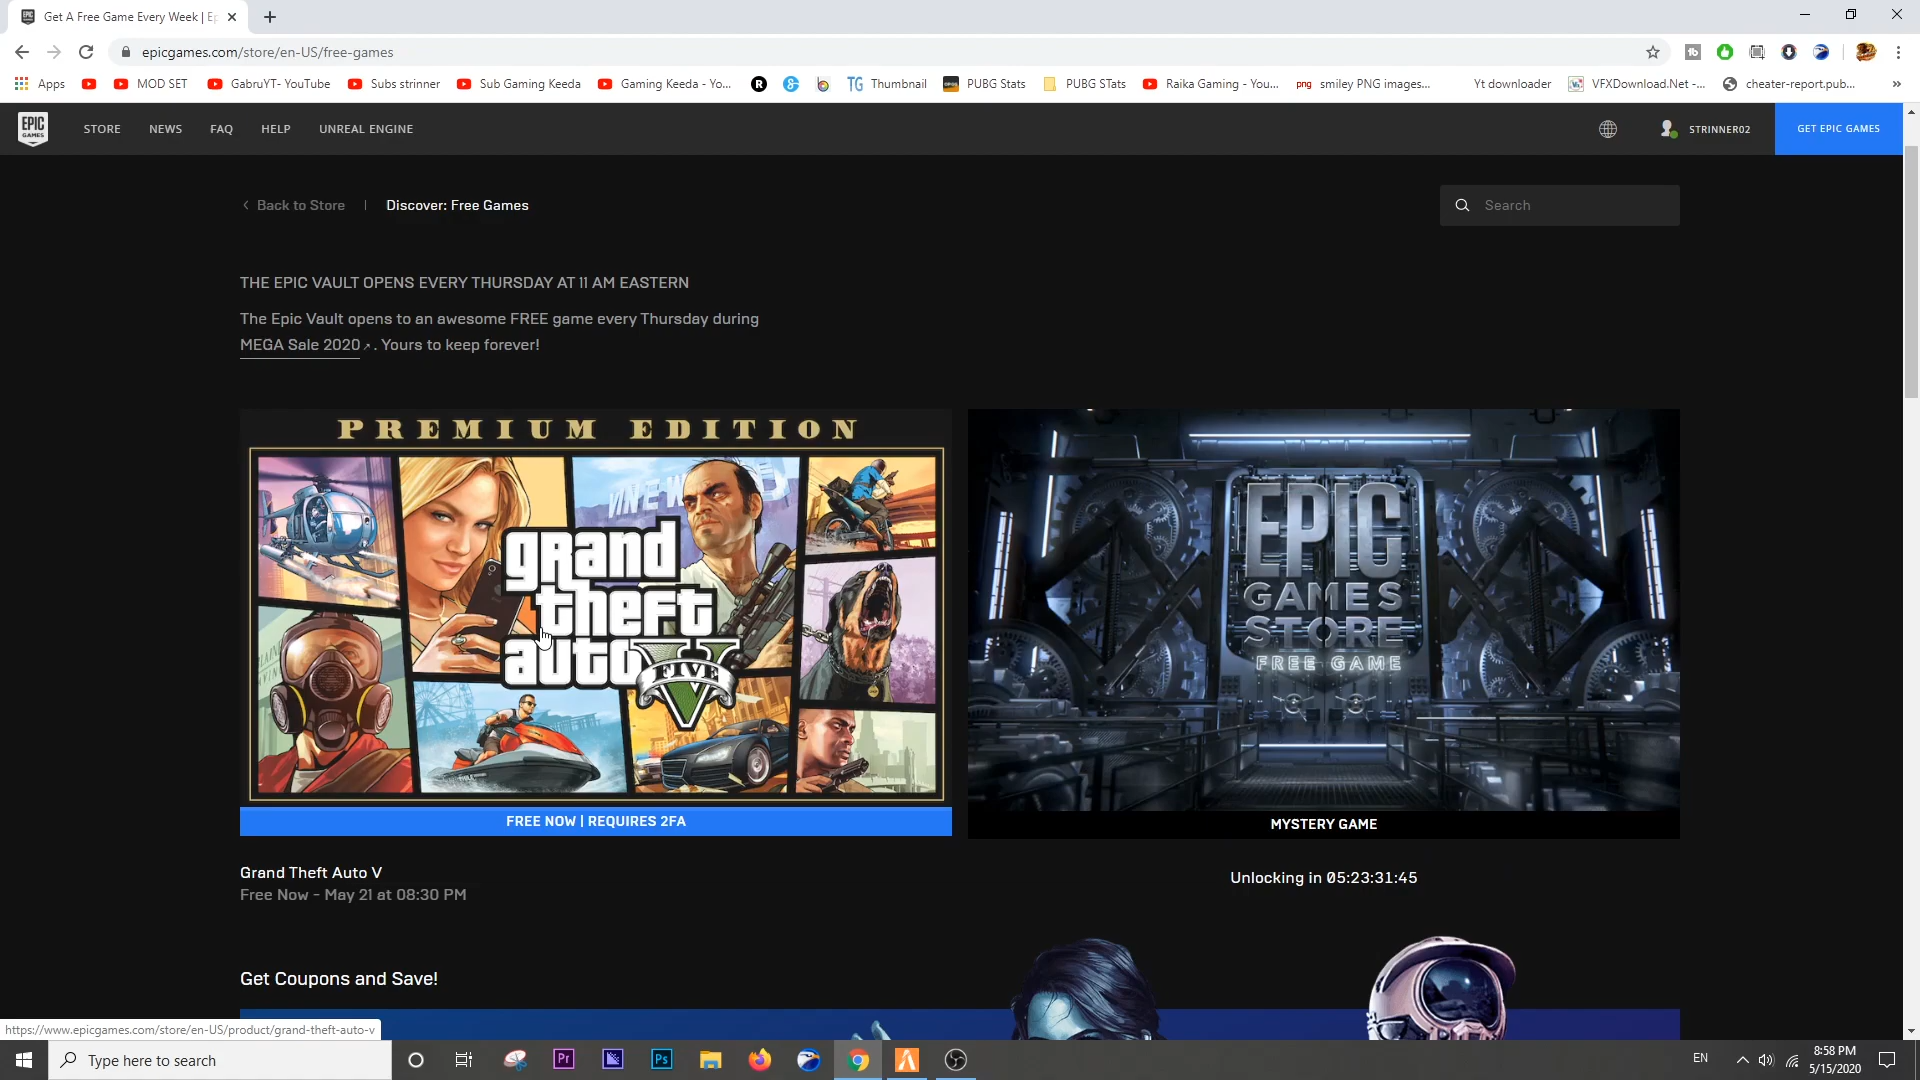 Get A Free Game Every Week | Ep
epicgames.com/store/en-US/free-games
Apps MOD SET GabruYT- YouTube Subs strinner Sub Gaming Keeda Gaming Keeda - Yo... R TG Thumbnail PUBG Stats PUBG STats Raika Gaming - You... png smiley PNG images... Yt downloader VFXDownload.Net -... cheater-report.pub... »
EPIC GAMES STORE NEWS FAQ HELP UNREAL ENGINE STRINNER02 GET EPIC GAMES
Back to Store | Discover: Free Games Search
THE EPIC VAULT OPENS EVERY THURSDAY AT 11 AM EASTERN
The Epic Vault opens to an awesome FREE game every Thursday during
MEGA Sale 2020 . Yours to keep forever!
PREMIUM EDITION
VINEW
grand
theft
auto
FIVE
V
EPIC
GAMES
STORE
FREE GAME
FREE NOW | REQUIRES 2FA
MYSTERY GAME
Grand Theft Auto V
Free Now - May 21 at 08:30 PM
Unlocking in 05:23:31:45
Get Coupons and Save!
https://www.epicgames.com/store/en-US/product/grand-theft-auto-v
Type here to search
Pr Ps
EN
8:58 PM
5/15/2020